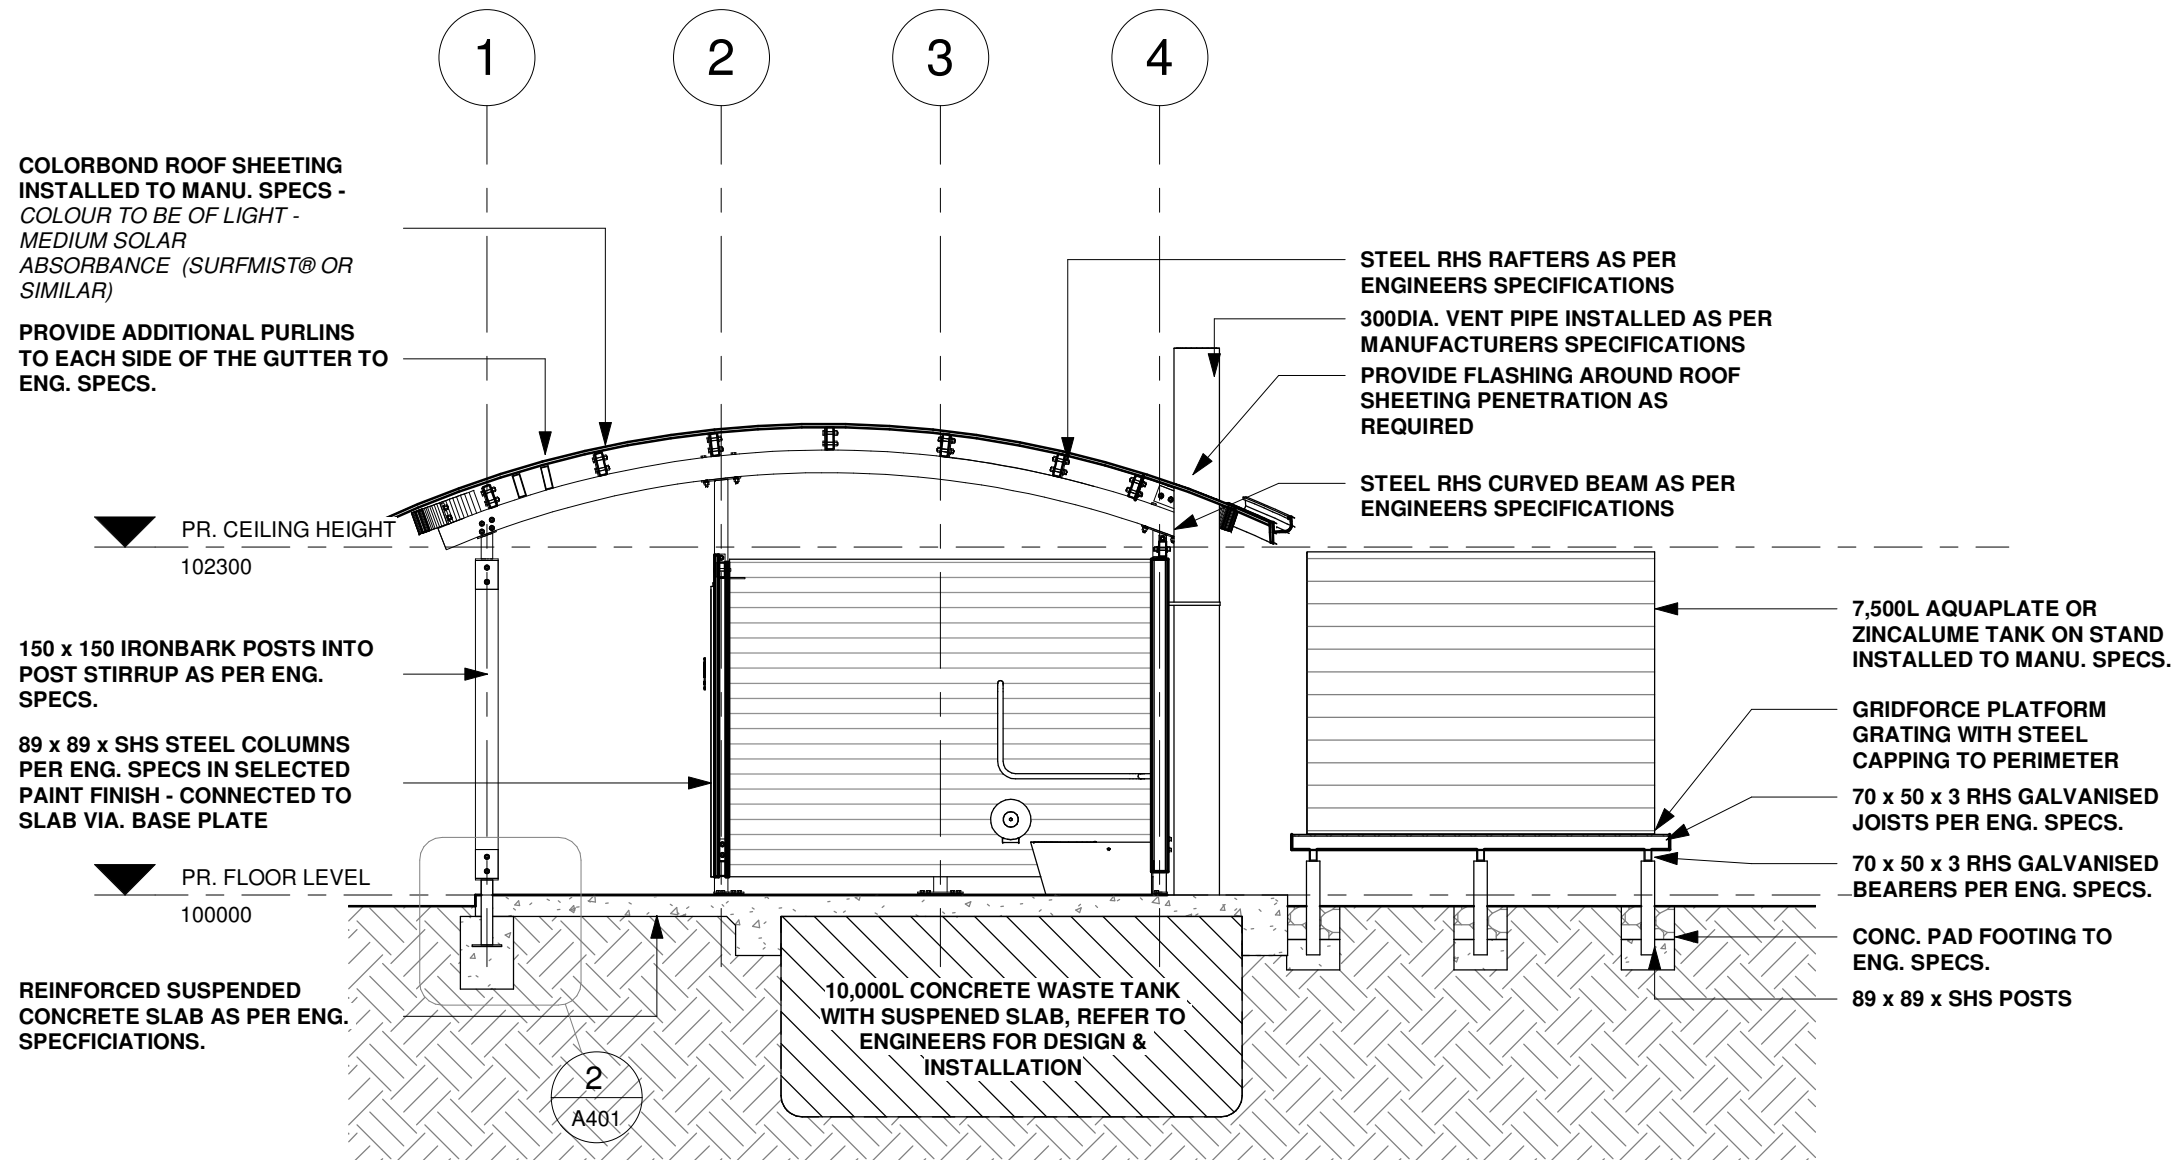 1
2
3
4
COLORBOND ROOF SHEETING
INSTALLED TO MANU. SPECS -
COLOUR TO BE OF LIGHT -
MEDIUM SOLAR
ABSORBANCE (SURFMIST® OR
SIMILAR)
PROVIDE ADDITIONAL PURLINS
TO EACH SIDE OF THE GUTTER TO
ENG. SPECS.
PR. CEILING HEIGHT
102300
150 x 150 IRONBARK POSTS INTO
POST STIRRUP AS PER ENG.
SPECS.
89 x 89 x SHS STEEL COLUMNS
PER ENG. SPECS IN SELECTED
PAINT FINISH - CONNECTED TO
SLAB VIA. BASE PLATE
PR. FLOOR LEVEL
100000
REINFORCED SUSPENDED
CONCRETE SLAB AS PER ENG.
SPECFICIATIONS.
2
A401
10,000L CONCRETE WASTE TANK
WITH SUSPENED SLAB, REFER TO
ENGINEERS FOR DESIGN &
INSTALLATION
STEEL RHS RAFTERS AS PER
ENGINEERS SPECIFICATIONS
300DIA. VENT PIPE INSTALLED AS PER
MANUFACTURERS SPECIFICATIONS
PROVIDE FLASHING AROUND ROOF
SHEETING PENETRATION AS
REQUIRED
STEEL RHS CURVED BEAM AS PER
ENGINEERS SPECIFICATIONS
7,500L AQUAPLATE OR
ZINCALUME TANK ON STAND
INSTALLED TO MANU. SPECS.
GRIDFORCE PLATFORM
GRATING WITH STEEL
CAPPING TO PERIMETER
70 x 50 x 3 RHS GALVANISED
JOISTS PER ENG. SPECS.
70 x 50 x 3 RHS GALVANISED
BEARERS PER ENG. SPECS.
CONC. PAD FOOTING TO
ENG. SPECS.
89 x 89 x SHS POSTS